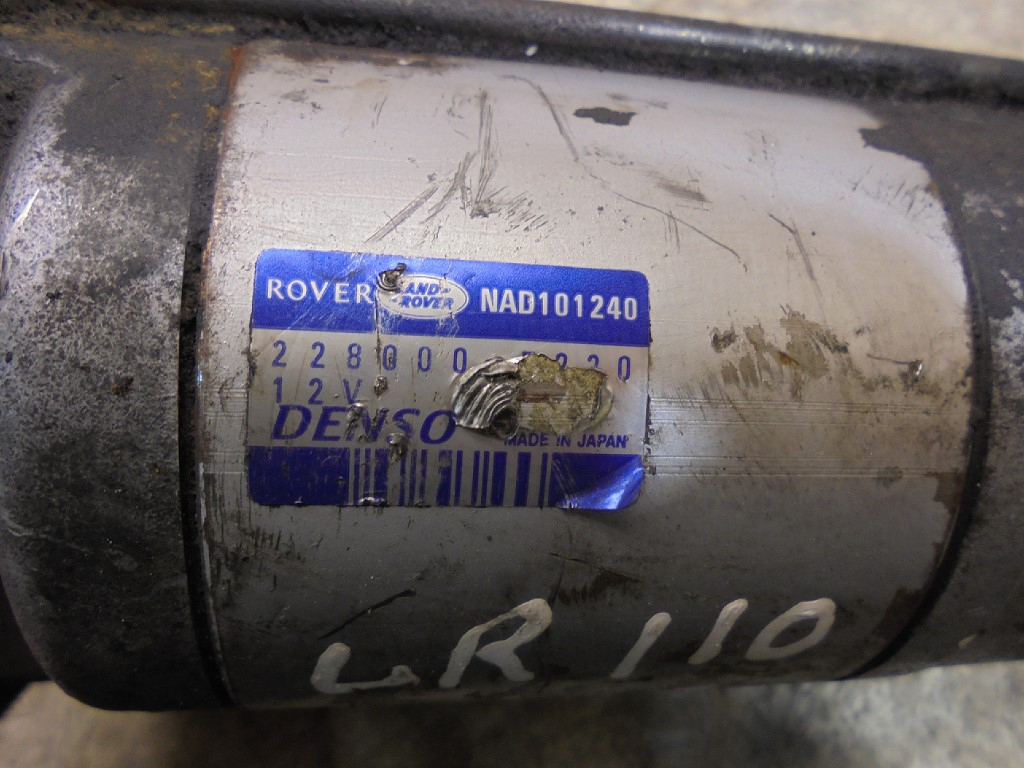 ROVER LAND-ROVER NAD101240
228000
12V
DENSO MADE IN JAPAN
LR 110